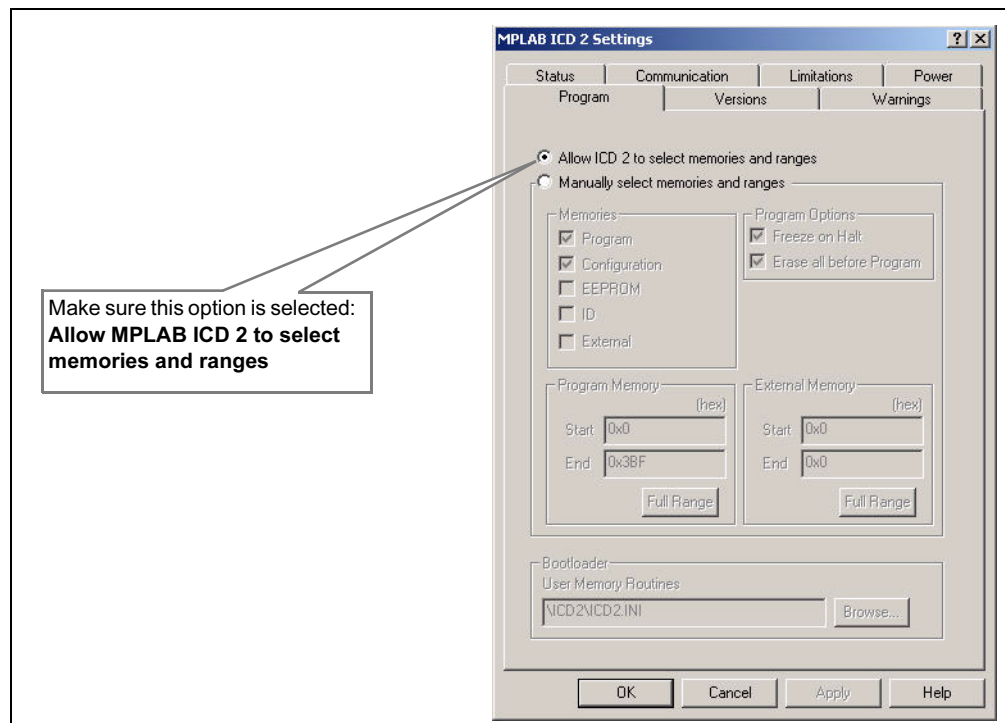 MPLAB ICD 2 Settings
Status Communication Limitations Power
Program Versions Warnings
Allow ICD 2 to select memories and ranges
Manually select memories and ranges
Memories
Program
Configuration
EEPROM
ID
External
Program Options
Freeze on Halt
Erase all before Program
Make sure this option is selected:
Allow MPLAB ICD 2 to select
memories and ranges
Program Memory
(hex)
Start 0x0
End 0x3BF
Full Range
External Memory
(hex)
Start 0x0
End 0x0
Full Range
Bootloader
User Memory Routines
\ICD2\ICD2.INI Browse...
OK Cancel Apply Help